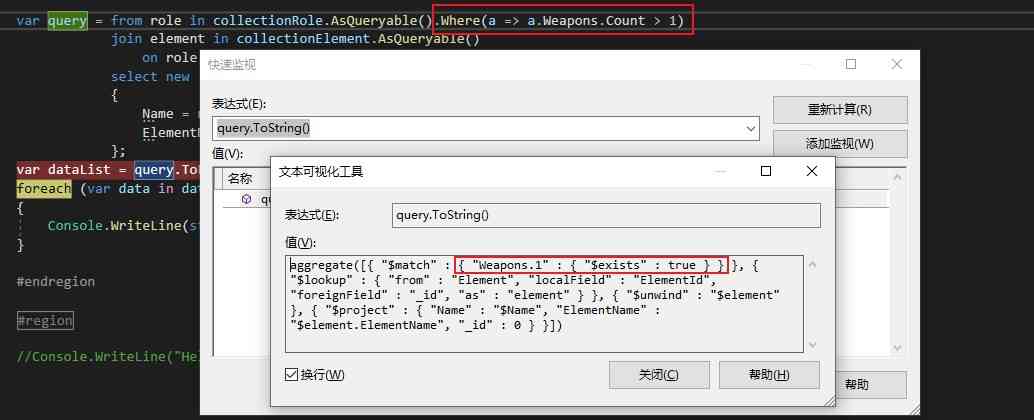 var query = from role in collectionRole.AsQueryable().Where(a => a.Weapons.Count > 1)
join element in collectionElement.AsQueryable()
on role
select new
{
Name =
ElementN
};
var dataList = query.ToL
foreach (var data in dat
{
Console.WriteLine(st
}
#endregion
#region
//Console.WriteLine("He
快速监视
表达式(E):
query.ToString()
重新计算(R)
添加监视(W)
值(V):
名称
文本可视化工具
表达式(E):
query.ToString()
值(V):
aggregate([{ "$match" : { "Weapons.1" : { "$exists" : true } } }, {
"$lookup" : { "from" : "Element", "localField" : "ElementId",
"foreignField" : "_id", "as" : "element" } }, { "$unwind" : "$element"
}, { "$project" : { "Name" : "$Name", "ElementName" :
"$element.ElementName", "_id" : 0 } }])
换行(W)
关闭(C)
帮助(H)
帮助